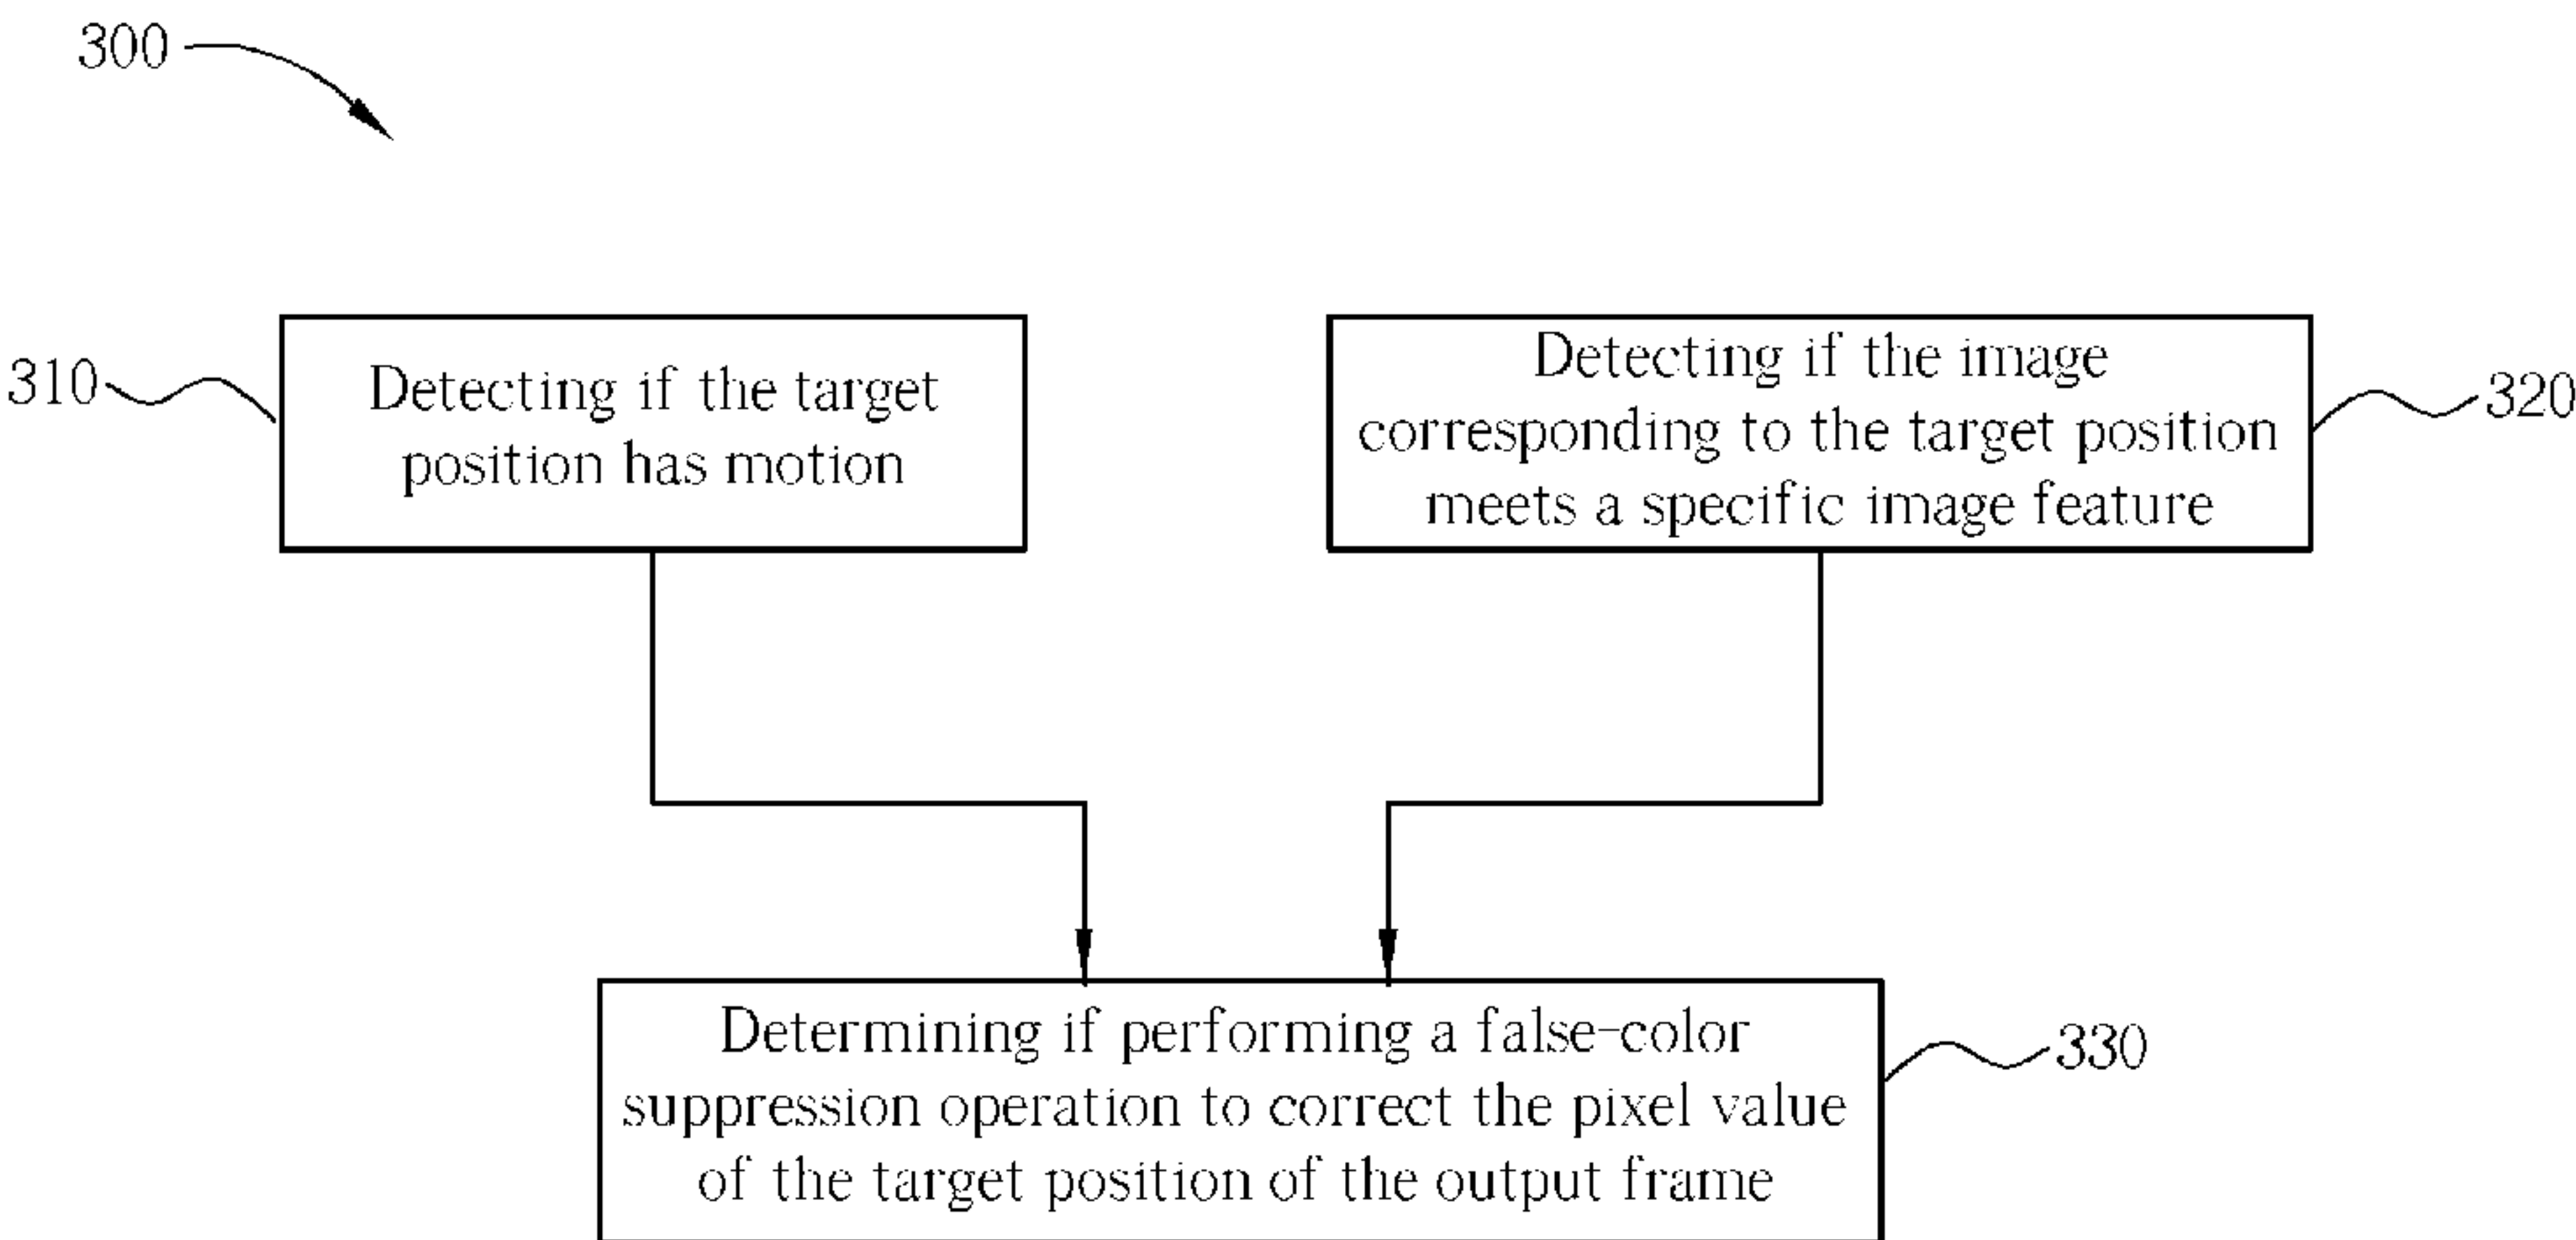 300
310
Detecting if the target
position has motion
Detecting if the image
corresponding to the target position
meets a specific image feature
320
Determining if performing a false-color
suppression operation to correct the pixel value
of the target position of the output frame
330